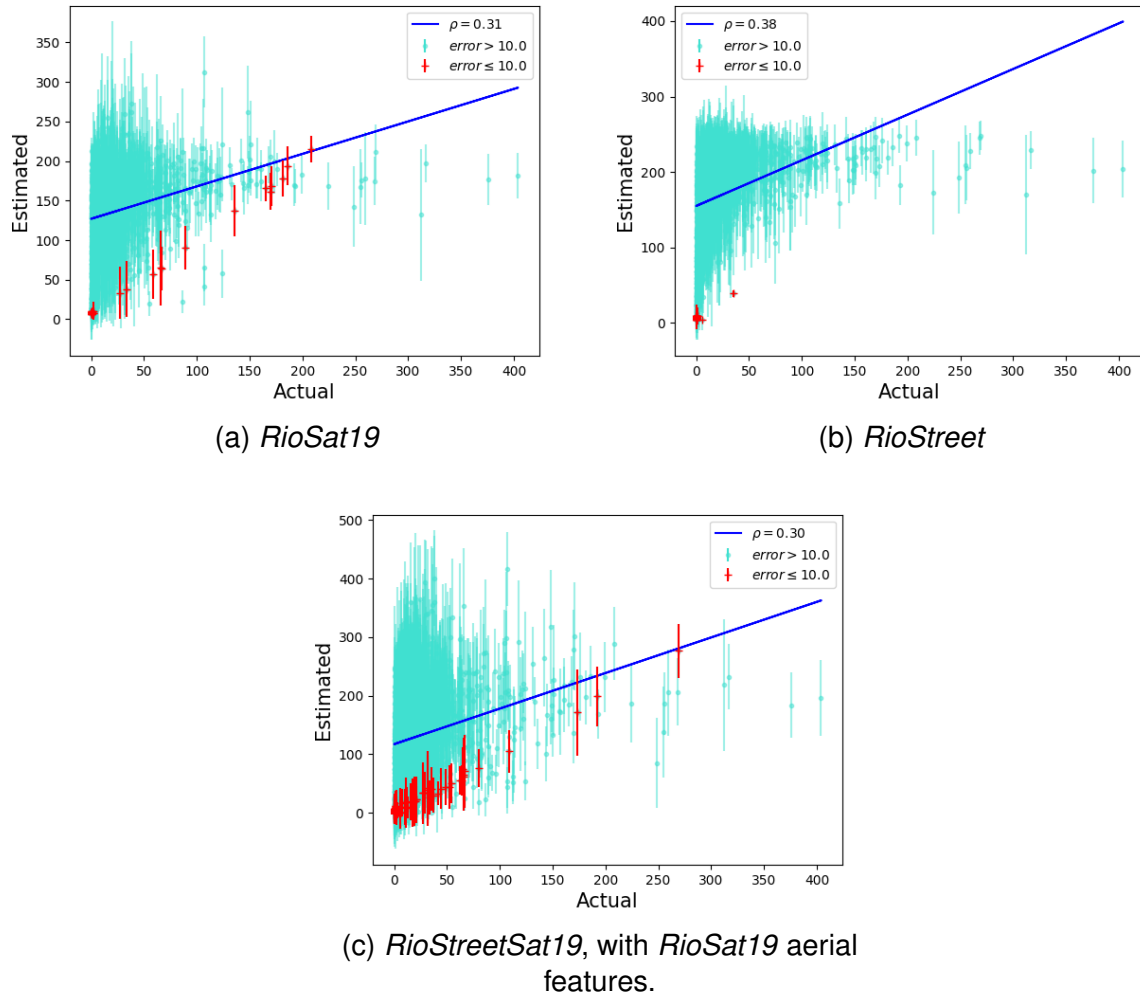 350
300
250
200
150
100
50
0
Estimated
ρ = 0.31
error > 10.0
error ≤ 10.0
0 50 100 150 200 250 300 350 400
Actual
(a) RioSat19
400
300
200
100
0
Estimated
ρ = 0.38
error > 10.0
error ≤ 10.0
0 50 100 150 200 250 300 350 400
Actual
(b) RioStreet
500
400
300
200
100
0
Estimated
ρ = 0.30
error > 10.0
error ≤ 10.0
0 50 100 150 200 250 300 350 400
Actual
(c) RioStreetSat19, with RioSat19 aerial
features.